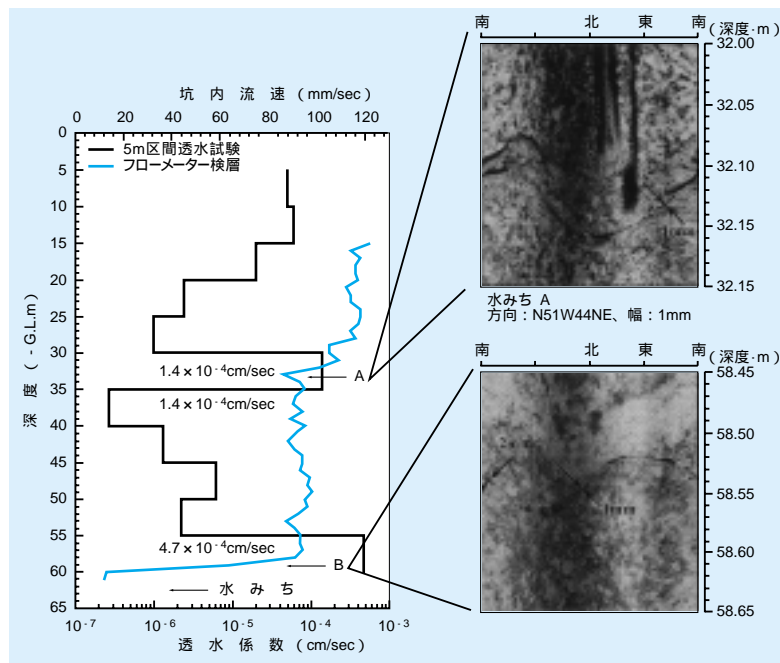 坑内流速 (mm/sec)
0 20 40 60 80 100 120
0
5
10
15
20
25
30
35
40
45
50
55
60
65
深度 (-G.L.m)
5m区間透水試験
フローメーター検層
1.4×10-4cm/sec
A
1.4×10-4cm/sec
4.7×10-4cm/sec
B
水みち
10-7 10-6 10-5 10-4 10-3
透水係数 (cm/sec)
南 北 東 南 (深度・m)
32.00
32.05
32.10
32.15
32.15
1mm
水みち A
方向:N51W44NE、幅:1mm
南 北 東 南 (深度・m)
58.45
58.50
58.55
58.60
58.65
1mm